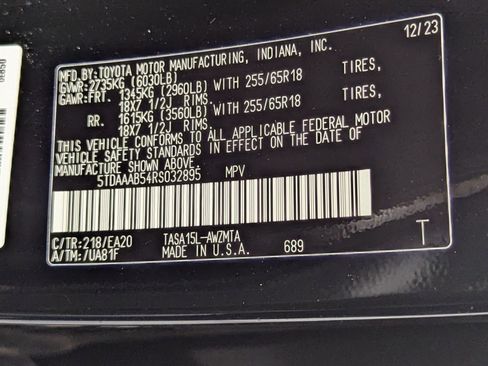 12/23
MFD.BY: TOYOTA MOTOR MANUFACTURING, INDIANA, INC.
GVWR: 2735KG (6030LB)
GAWR: FRT. 1345KG (2960LB) WITH 255/65R18 TIRES,
18X7 1/2J RIMS.
RR. 1615KG (3560LB) WITH 255/65R18 TIRES,
18X7 1/2J RIMS.
THIS VEHICLE CONFORMS TO ALL APPLICABLE FEDERAL MOTOR
VEHICLE SAFETY STANDARDS IN EFFECT ON THE DATE OF
MANUFACTURE SHOWN ABOVE.
5TDAAAB54RS032895 MPV
C/TR: 218/EA20 TASA15L-AWZMTA
A/TM: /UA81F MADE IN U.S.A. 689 T